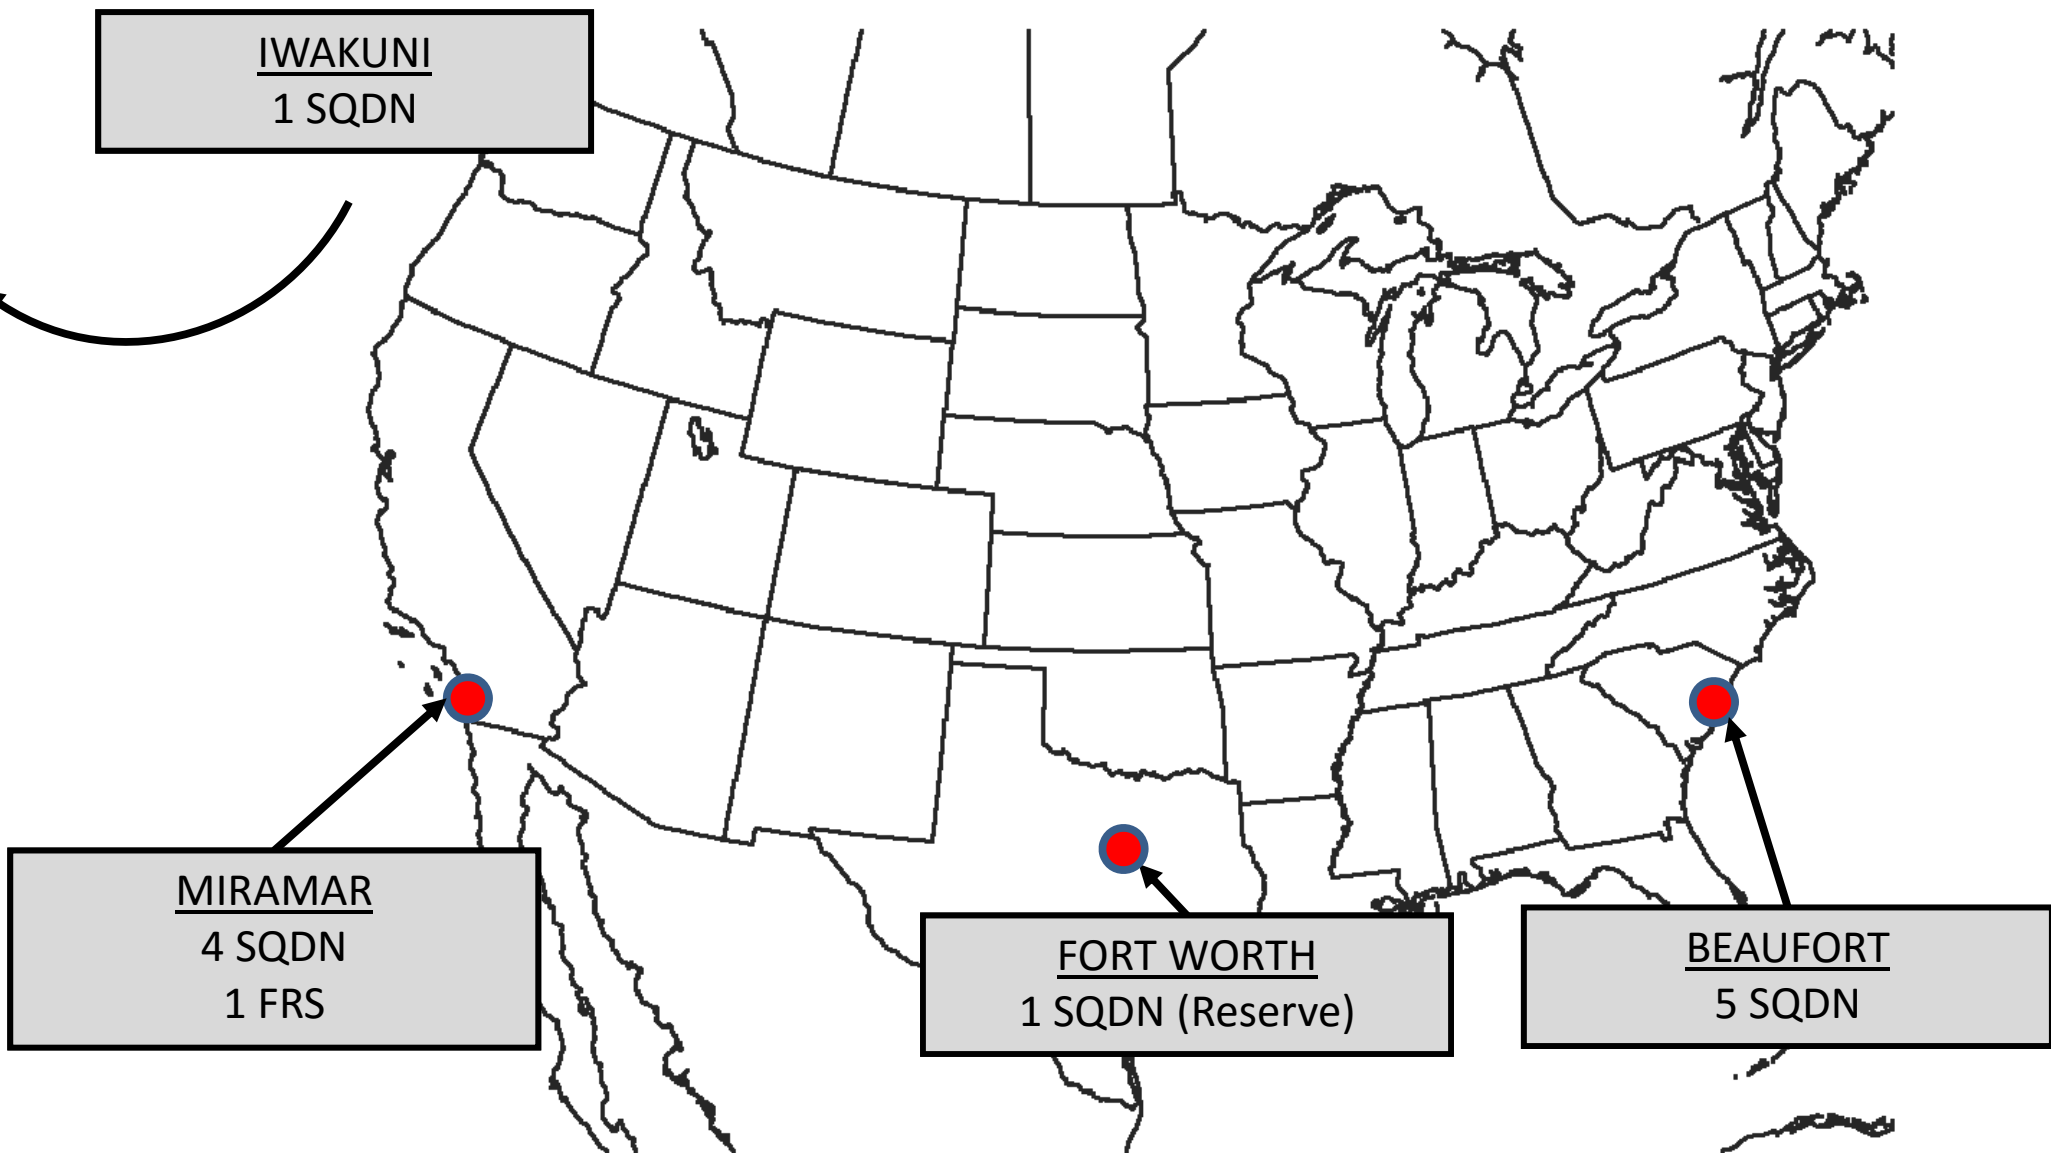 IWAKUNI
1 SQDN
MIRAMAR
4 SQDN
1 FRS
FORT WORTH
1 SQDN (Reserve)
BEAUFORT
5 SQDN